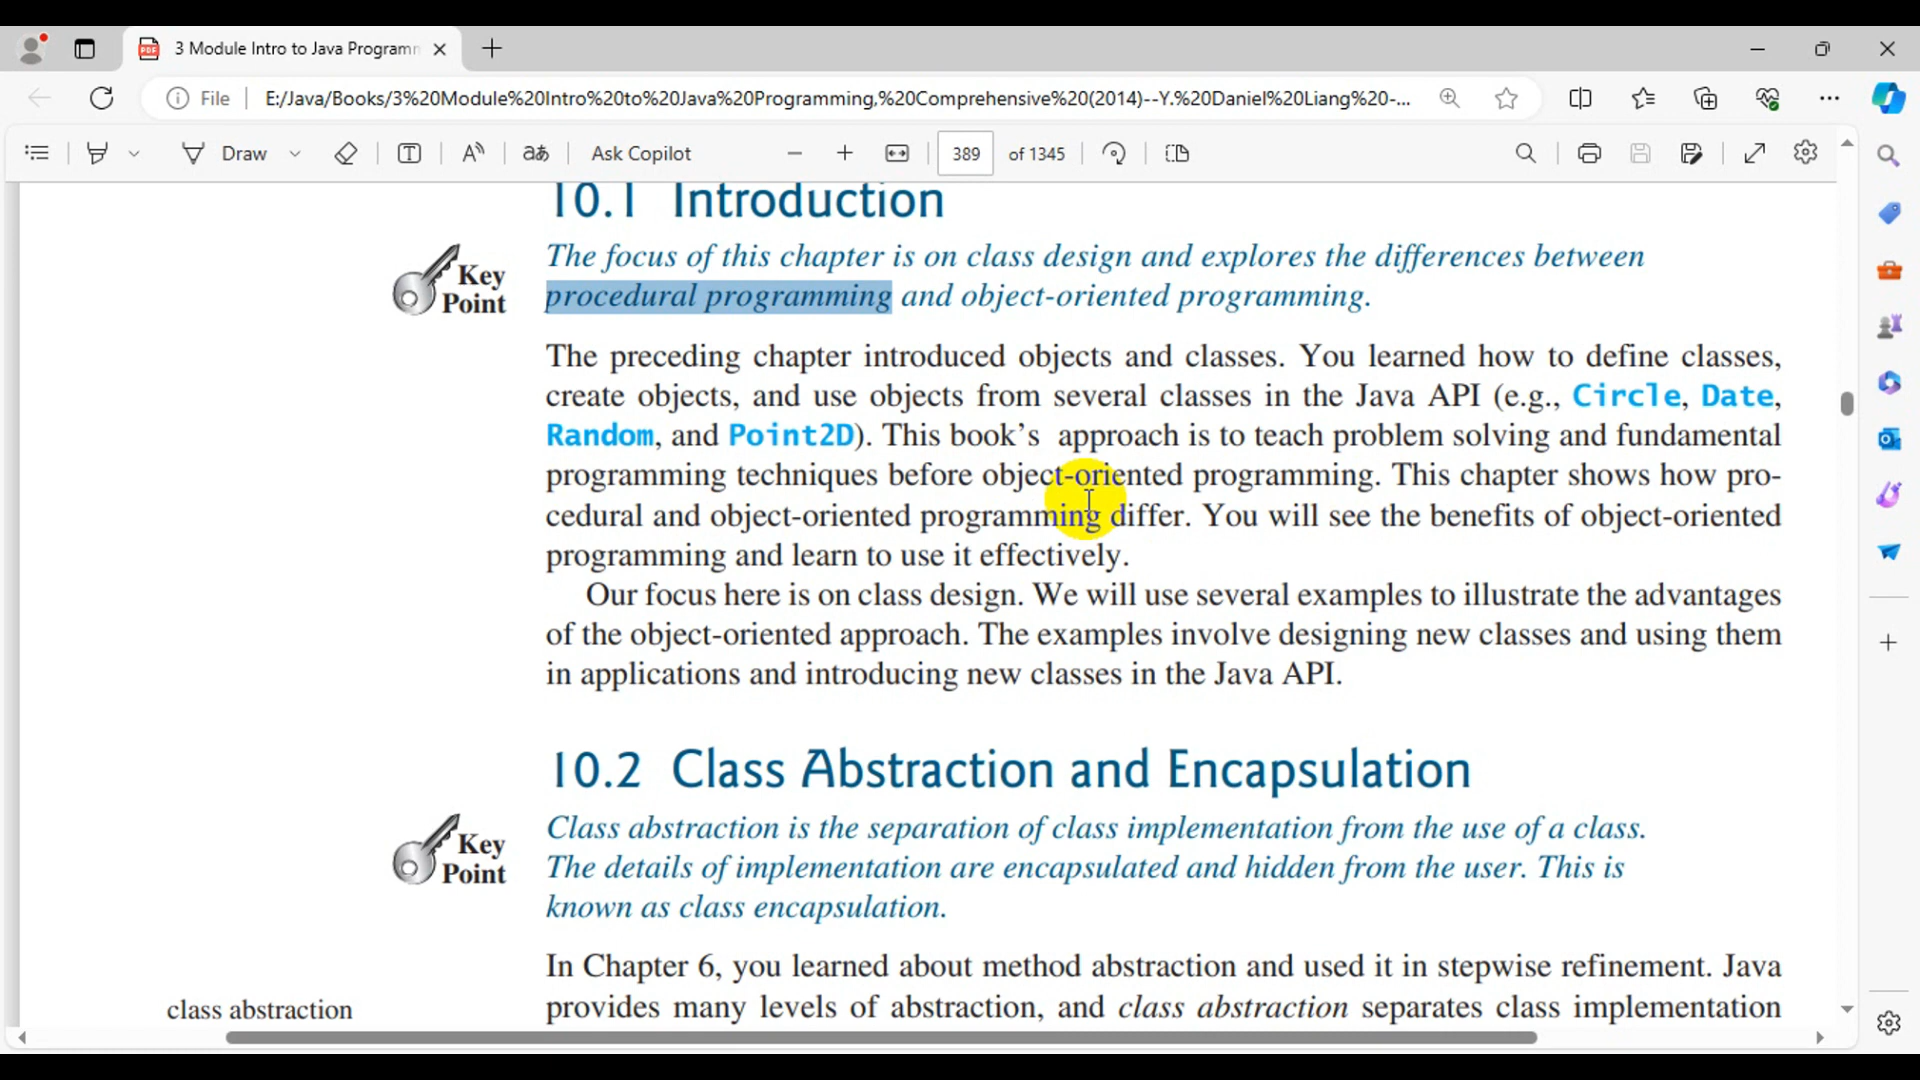 3 Module Intro to Java Programm
File
E:/Java/Books/3%20Module%20Intro%20to%20Java%20Programming,%20Comprehensive%20(2014)--Y.%20Daniel%20Liang%20-...
Draw
aあ
Ask Copilot
389 of 1345
10.1 Introduction
Key Point
The focus of this chapter is on class design and explores the differences between
procedural programming and object-oriented programming.
The preceding chapter introduced objects and classes. You learned how to define classes,
create objects, and use objects from several classes in the Java API (e.g., Circle, Date,
Random, and Point2D). This book’s approach is to teach problem solving and fundamental
programming techniques before object-oriented programming. This chapter shows how pro-
cedural and object-oriented programming differ. You will see the benefits of object-oriented
programming and learn to use it effectively.
Our focus here is on class design. We will use several examples to illustrate the advantages
of the object-oriented approach. The examples involve designing new classes and using them
in applications and introducing new classes in the Java API.
10.2 Class Abstraction and Encapsulation
Key Point
Class abstraction is the separation of class implementation from the use of a class.
The details of implementation are encapsulated and hidden from the user. This is
known as class encapsulation.
In Chapter 6, you learned about method abstraction and used it in stepwise refinement. Java
class abstraction
provides many levels of abstraction, and class abstraction separates class implementation